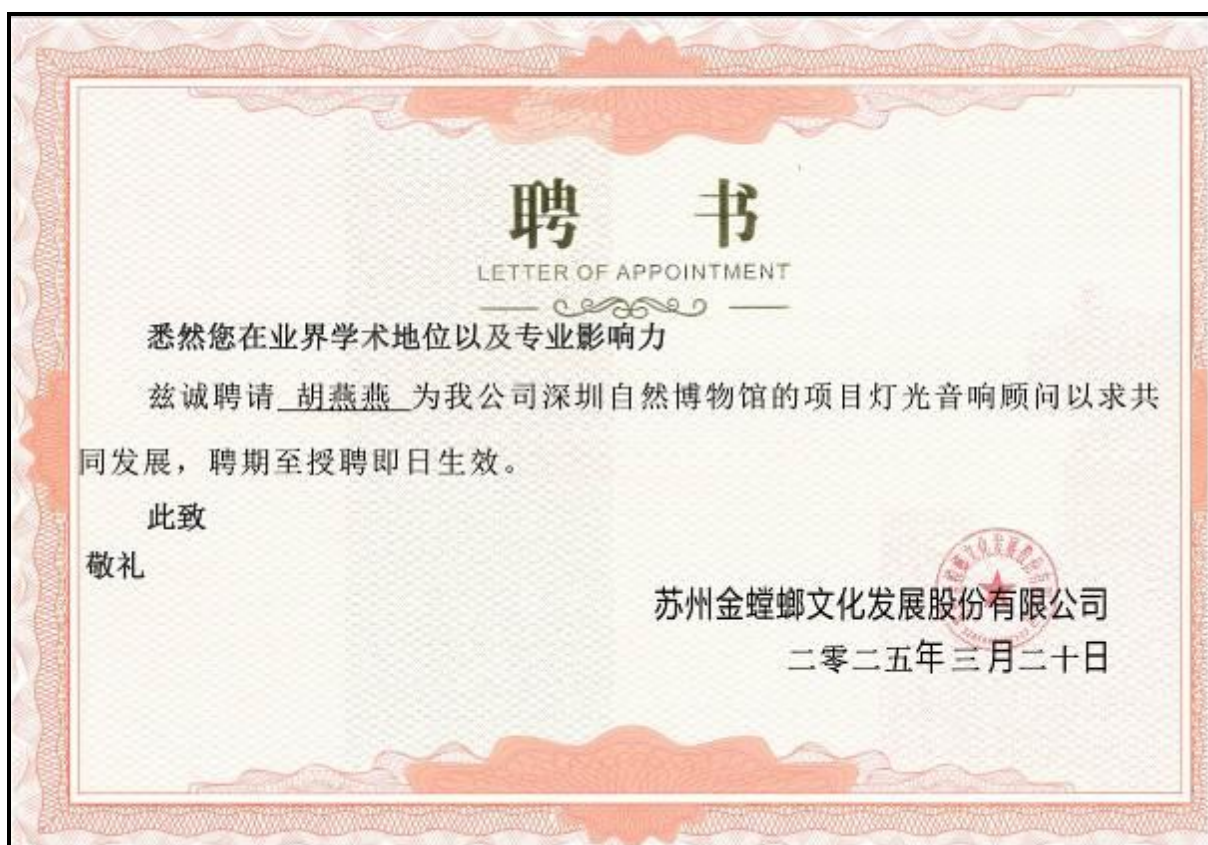 聘 书
LETTER OF APPOINTMENT
悉然您在业界学术地位以及专业影响力
兹诚聘请 胡燕燕 为我公司深圳自然博物馆的项目灯光音响顾问以求共
同发展，聘期至授聘即日生效。
此致
敬礼
苏州金螳螂文化发展股份有限公司
二零二五年三月二十日